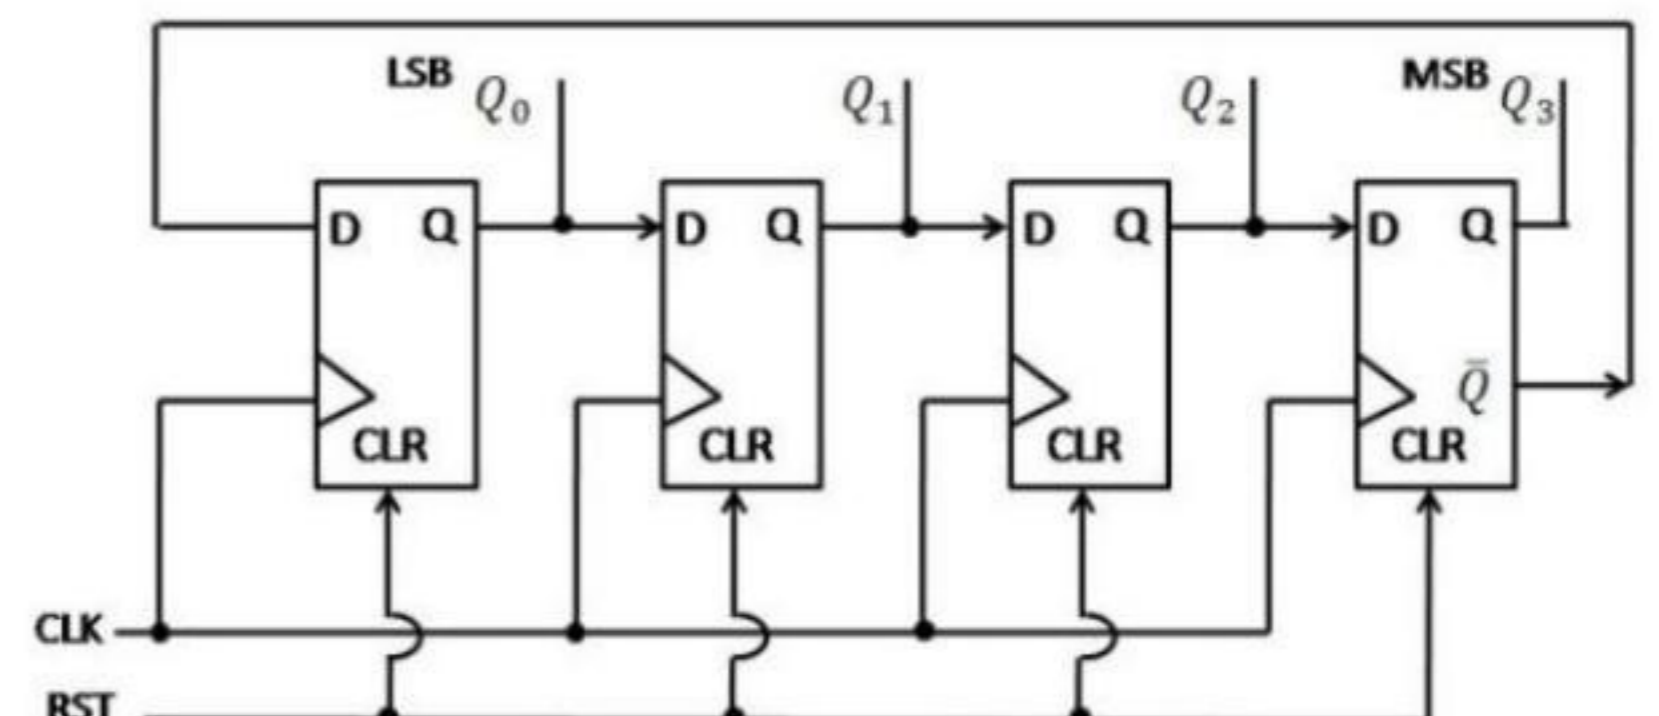 LSB Q₀ Q₁ Q₂ MSB Q₃
D Q D Q D Q D Q
Q̄
CLR CLR CLR CLR
CLK
RST